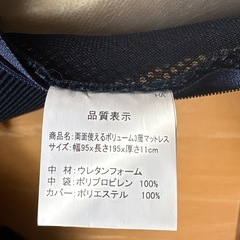 品質表示
商品名:両面使えるボリューム3層マットレス
サイズ:幅95x長さ195x厚さ11cm
中 材:ウレタンフォーム
中 袋:ポリプロピレン 100%
カバー:ポリエステル 100%